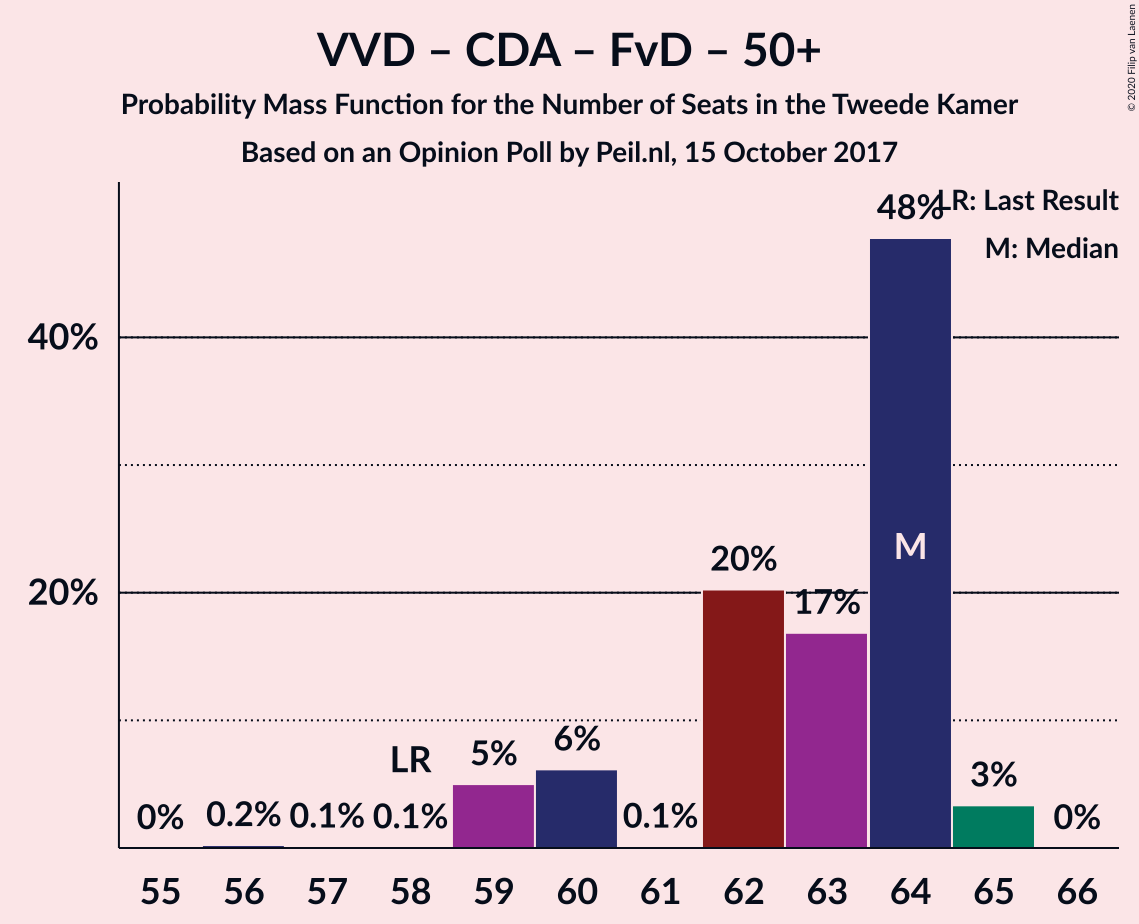 VVD – CDA – FvD – 50+
Probability Mass Function for the Number of Seats in the Tweede Kamer
Based on an Opinion Poll by Peil.nl, 15 October 2017
© 2020 Filip van Laenen
LR: Last Result
M: Median
40%
20%
0%
0.2%
0.1%
LR
0.1%
5%
6%
0.1%
20%
17%
48%
M
3%
0%
55 56 57 58 59 60 61 62 63 64 65 66